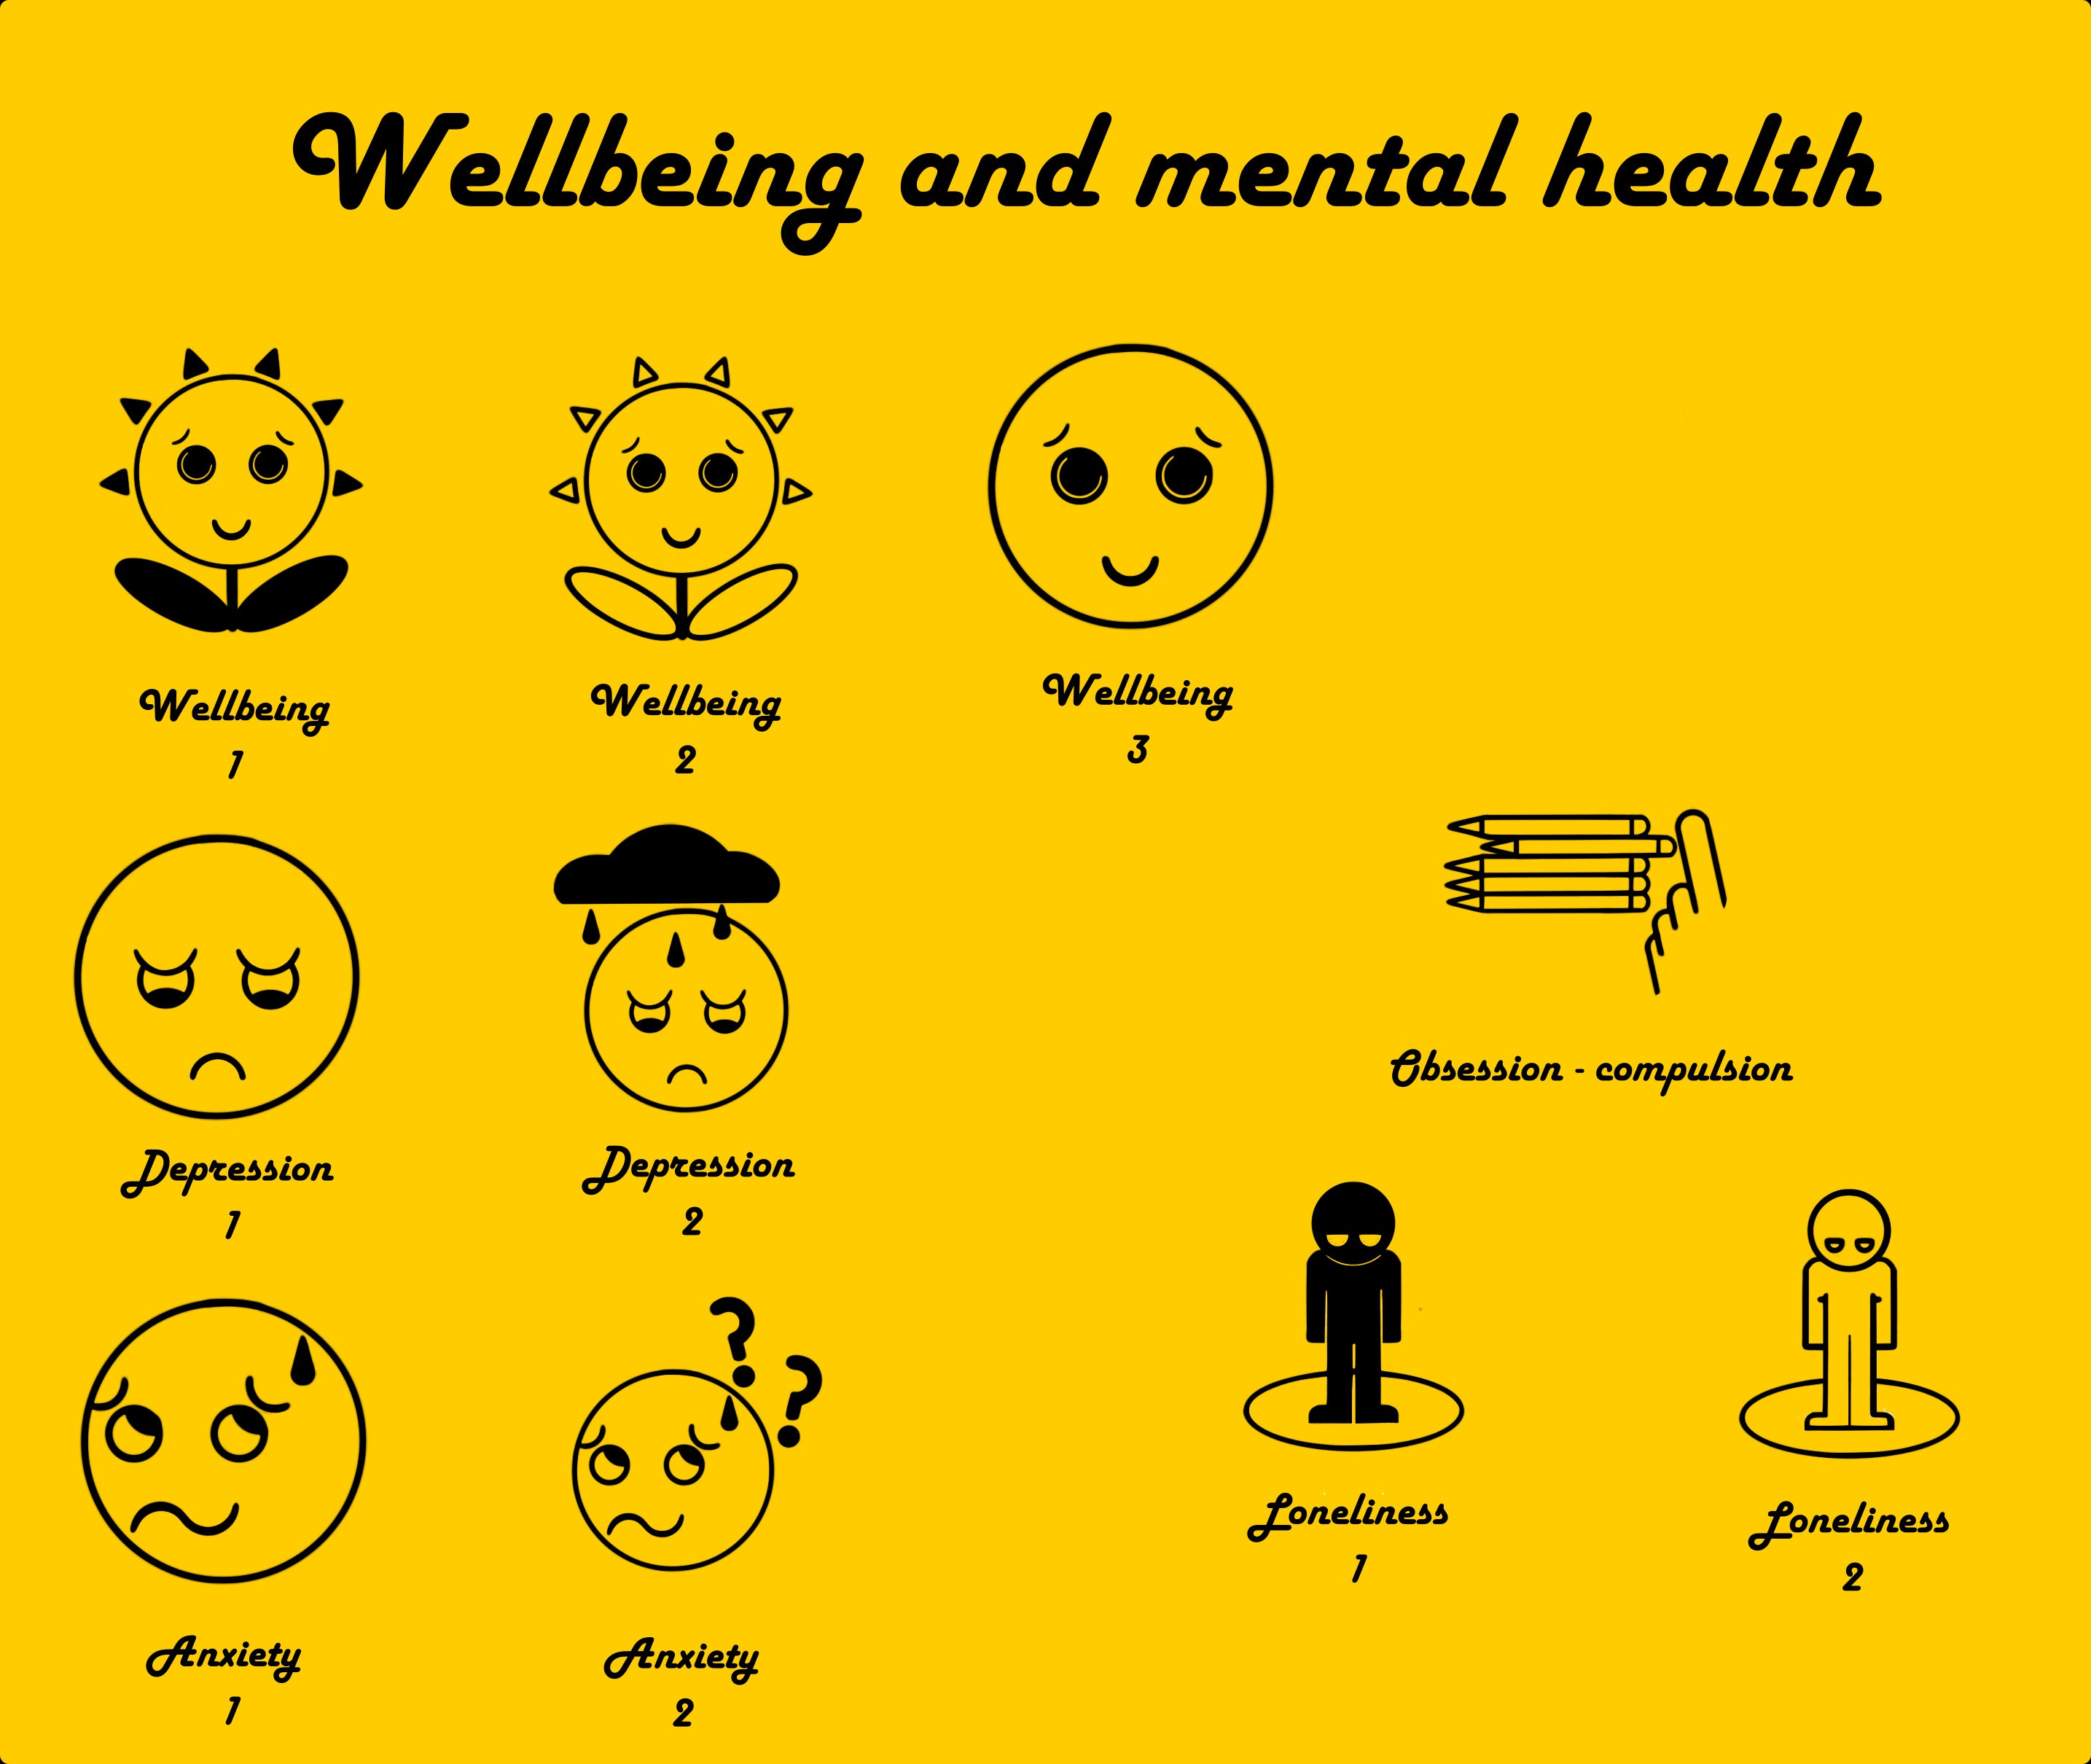 Wellbeing and mental health
Wellbeing
1
Wellbeing
2
Wellbeing
3
Depression
1
Depression
2
Obsession - compulsion
Anxiety
1
Anxiety
2
??
Loneliness
1
Loneliness
2